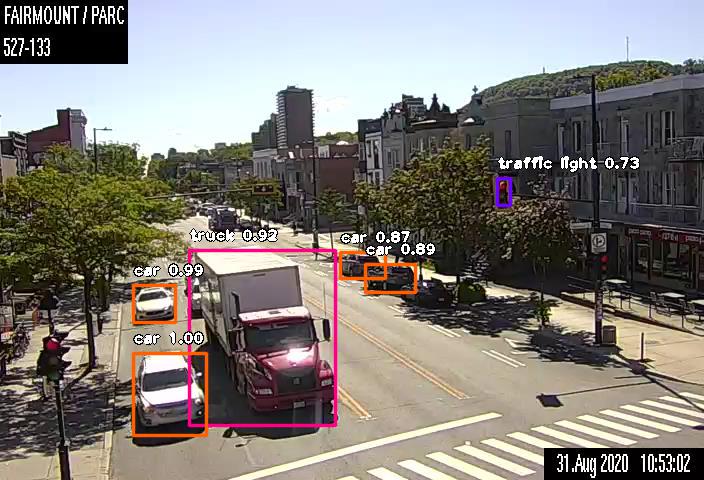 FAIRMOUNT / PARC
527-133
traffic light 0.73
truck 0.92
car 0.87
car 0.89
car 0.99
car 1.00
31.Aug 2020 10:53:02